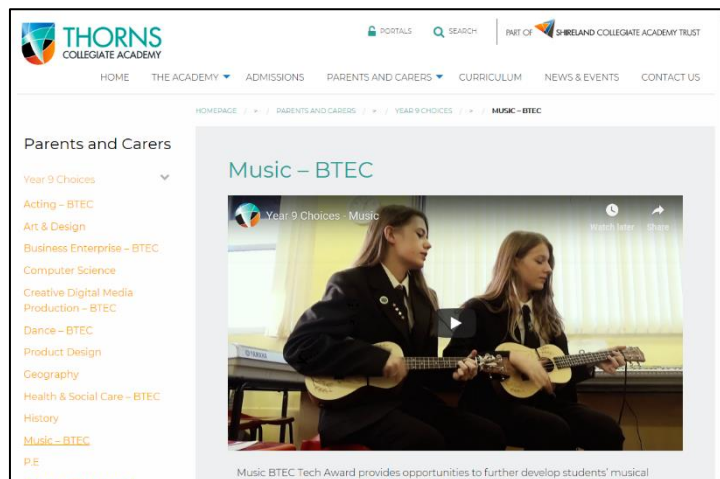 THORNS
COLLEGIATE ACADEMY
PORTALS
SEARCH
PART OF SHIRELAND COLLEGIATE ACADEMY TRUST
HOME THE ACADEMY ADMISSIONS PARENTS AND CARERS CURRICULUM NEWS & EVENTS CONTACT US
HOMEPAGE / » / PARENTS AND CARERS / » / YEAR 9 CHOICES / » / MUSIC – BTEC
Parents and Carers
Year 9 Choices
Acting – BTEC
Art & Design
Business Enterprise – BTEC
Computer Science
Creative Digital Media
Production – BTEC
Dance – BTEC
Product Design
Geography
Health & Social Care – BTEC
History
Music – BTEC
P.E
Music – BTEC
Year 9 Choices - Music
Watch later
Share
YAMAHA
Music BTEC Tech Award provides opportunities to further develop students' musical